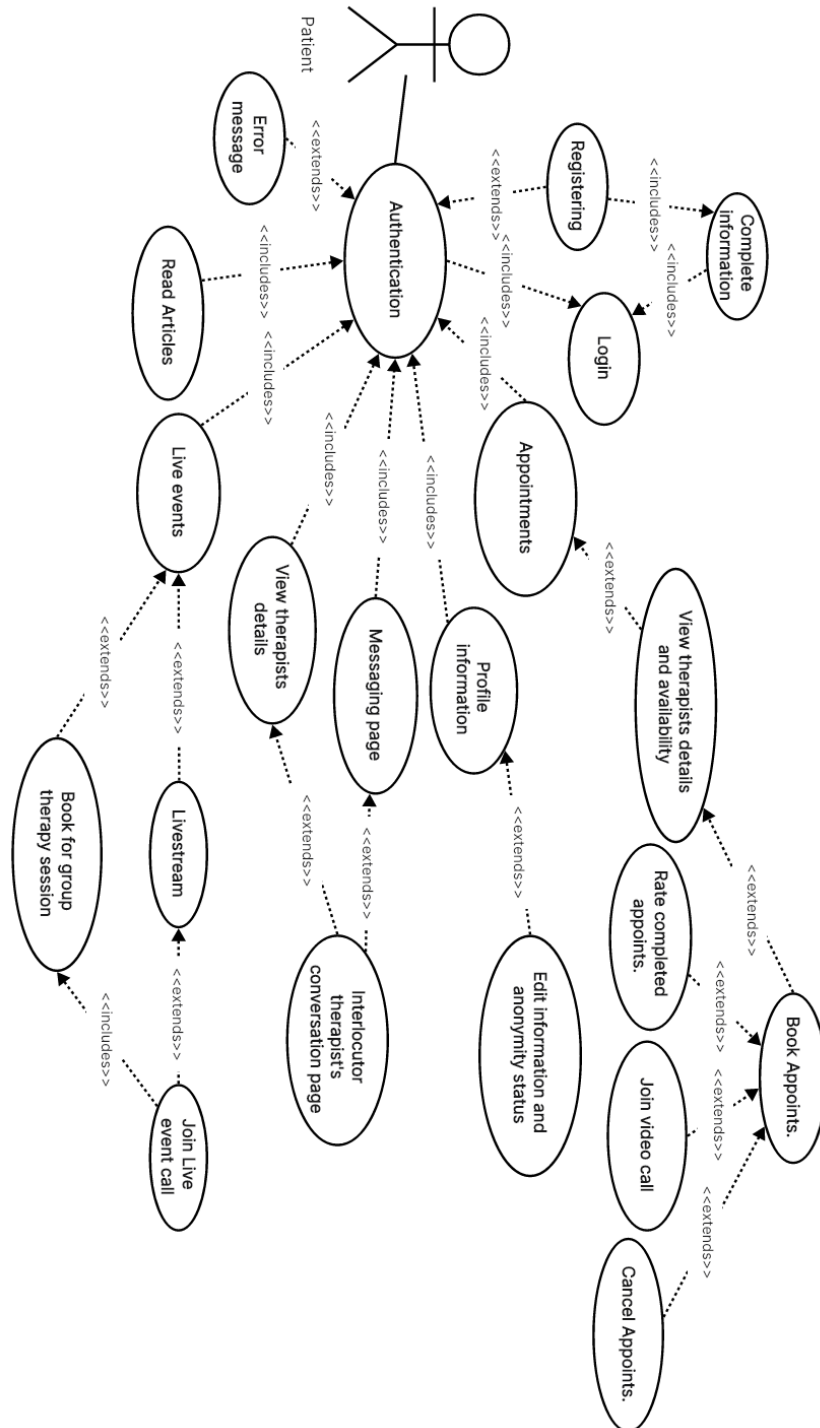 Patient
Error
message
<<extends>>
Authentication
Registering
<<extends>>
<<includes>>
Complete
information
<<includes>>
<<includes>>
Login
Read Articles
<<includes>>
Live events
<<includes>>
View therapists
details
<<includes>>
Messaging page
<<includes>>
Profile
information
<<includes>>
Appointments
<<includes>>
View therapists details
and availability
<<extends>>
Book for group
therapy session
<<extends>>
Livestream
<<extends>>
Join Live
event call
<<extends>>
<<includes>>
Interlocutor
therapist's
conversation page
<<extends>>
<<extends>>
Edit information and
anonymity status
<<extends>>
Book Appoints.
<<extends>>
Rate completed
appoints.
<<extends>>
Join video call
<<extends>>
Cancel Appoints.
<<extends>>